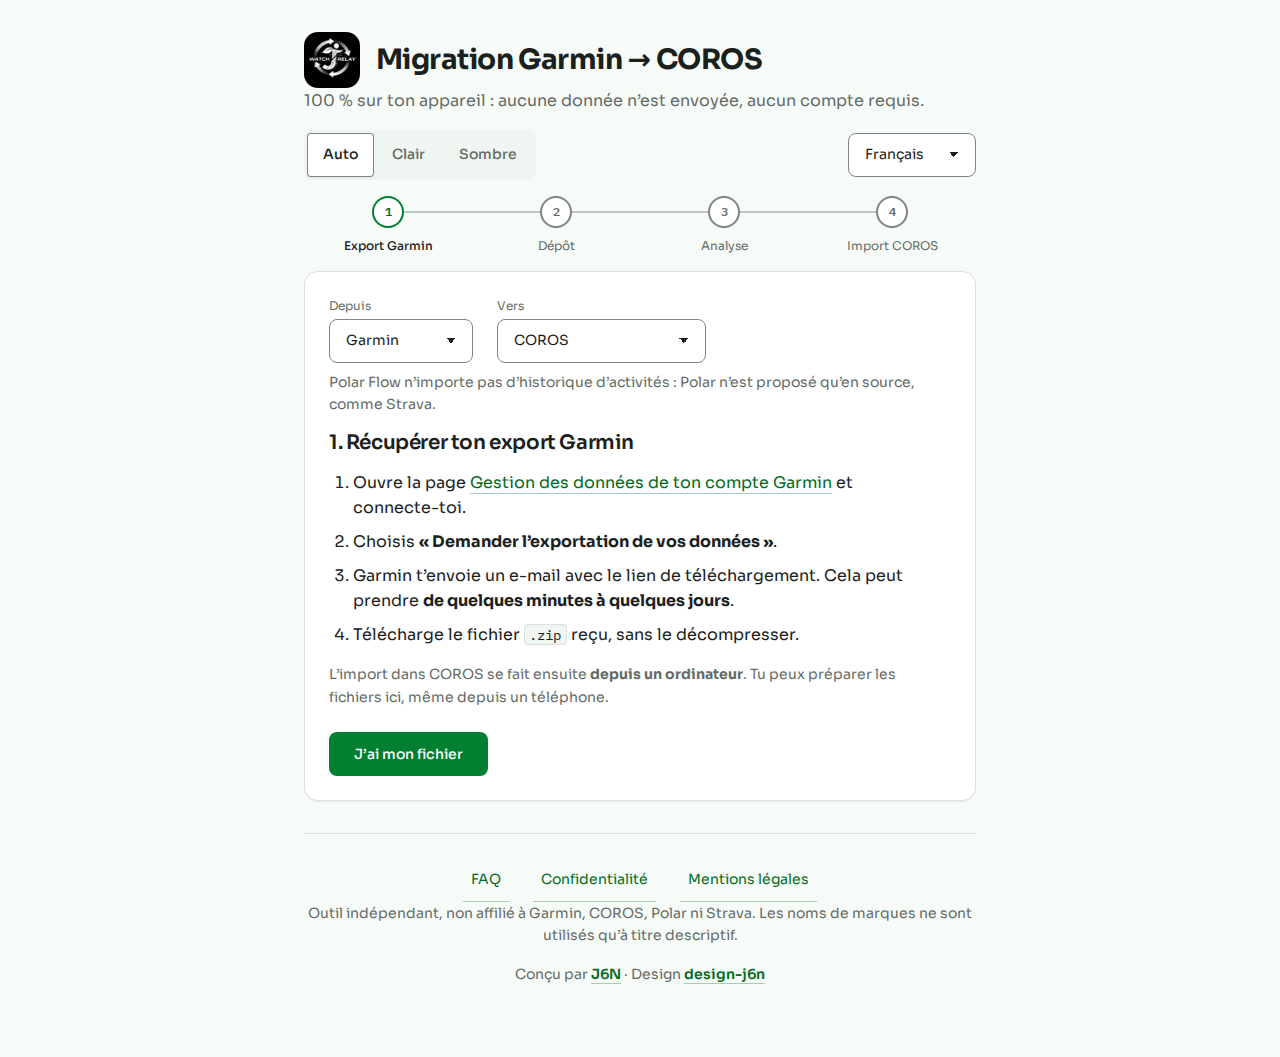 WATCH RELAY
Migration Garmin → COROS
100 % sur ton appareil : aucune donnée n’est envoyée, aucun compte requis.
Auto Clair Sombre Français
1 2 3 4
Export Garmin Dépôt Analyse Import COROS
Depuis Vers
Garmin COROS
Polar Flow n’importe pas d’historique d’activités : Polar n’est proposé qu’en source,
comme Strava.
1. Récupérer ton export Garmin
1. Ouvre la page Gestion des données de ton compte Garmin et
connecte-toi.
2. Choisis « Demander l’exportation de vos données ».
3. Garmin t’envoie un e-mail avec le lien de téléchargement. Cela peut
prendre de quelques minutes à quelques jours.
4. Télécharge le fichier .zip reçu, sans le décompresser.
L’import dans COROS se fait ensuite depuis un ordinateur. Tu peux préparer les
fichiers ici, même depuis un téléphone.
J’ai mon fichier
FAQ Confidentialité Mentions légales
Outil indépendant, non affilié à Garmin, COROS, Polar ni Strava. Les noms de marques ne sont
utilisés qu’à titre descriptif.
Conçu par J6N · Design design-j6n